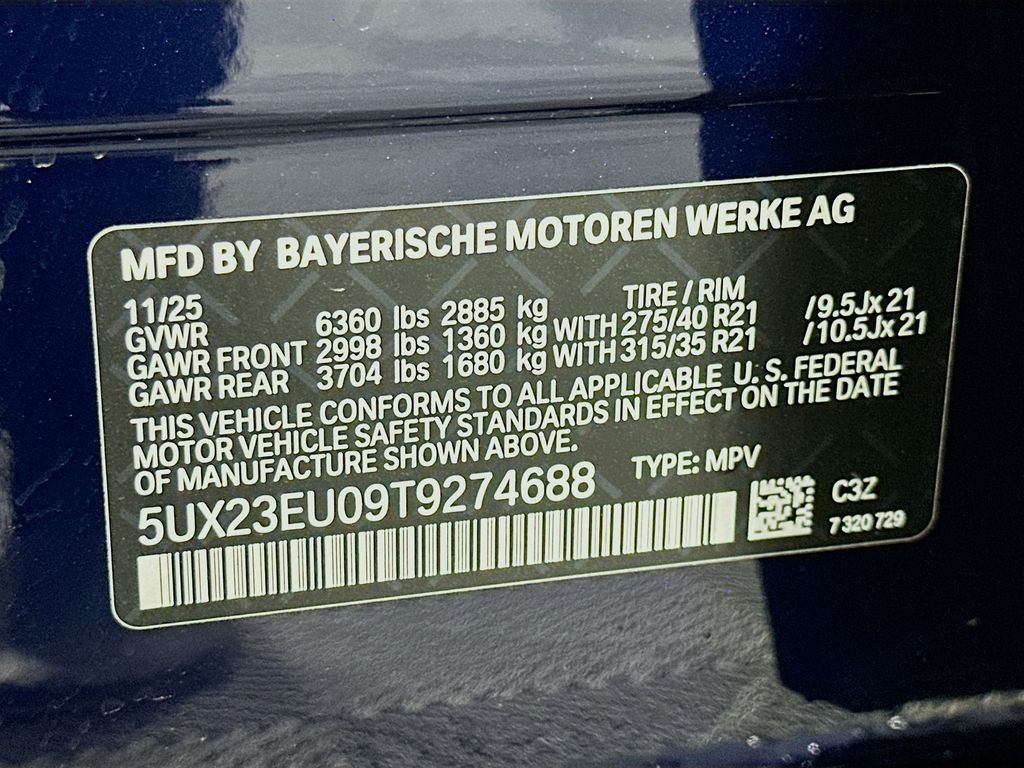 MFD BY BAYERISCHE MOTOREN WERKE AG
11/25 TIRE / RIM
GVWR 6360 lbs 2885 kg
GAWR FRONT 2998 lbs 1360 kg WITH 275/40 R21 /9.5Jx21
GAWR REAR 3704 lbs 1680 kg WITH 315/35 R21 /10.5Jx21
THIS VEHICLE CONFORMS TO ALL APPLICABLE U. S. FEDERAL
MOTOR VEHICLE SAFETY STANDARDS IN EFFECT ON THE DATE
OF MANUFACTURE SHOWN ABOVE.
5UX23EU09T9274688 TYPE: MPV
C3Z
7 320 729